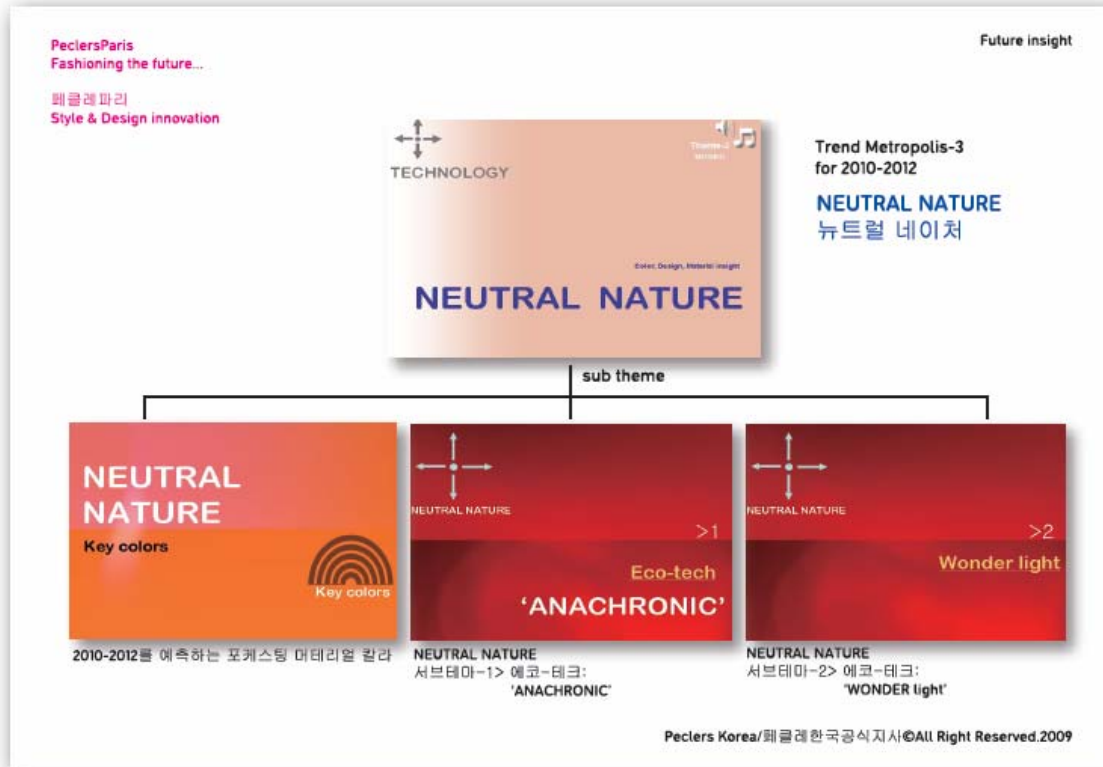 PeclersParis
Fashioning the future...
페클레파리
Style & Design innovation
Future insight
TECHNOLOGY
Color, Design, Material insight
NEUTRAL NATURE
Trend Metropolis-3
for 2010-2012
NEUTRAL NATURE
뉴트럴 네이처
sub theme
NEUTRAL
NATURE
Key colors
Key colors
NEUTRAL NATURE
>1
Eco-tech
'ANACHRONIC'
NEUTRAL NATURE
>2
Wonder light
2010-2012를 예측하는 포케스팅 머테리얼 칼라
NEUTRAL NATURE
서브테마-1> 에코-테크:
'ANACHRONIC'
NEUTRAL NATURE
서브테마-2> 에코-테크:
'WONDER light'
Peclers Korea/페클레한국공식지사©All Right Reserved.2009